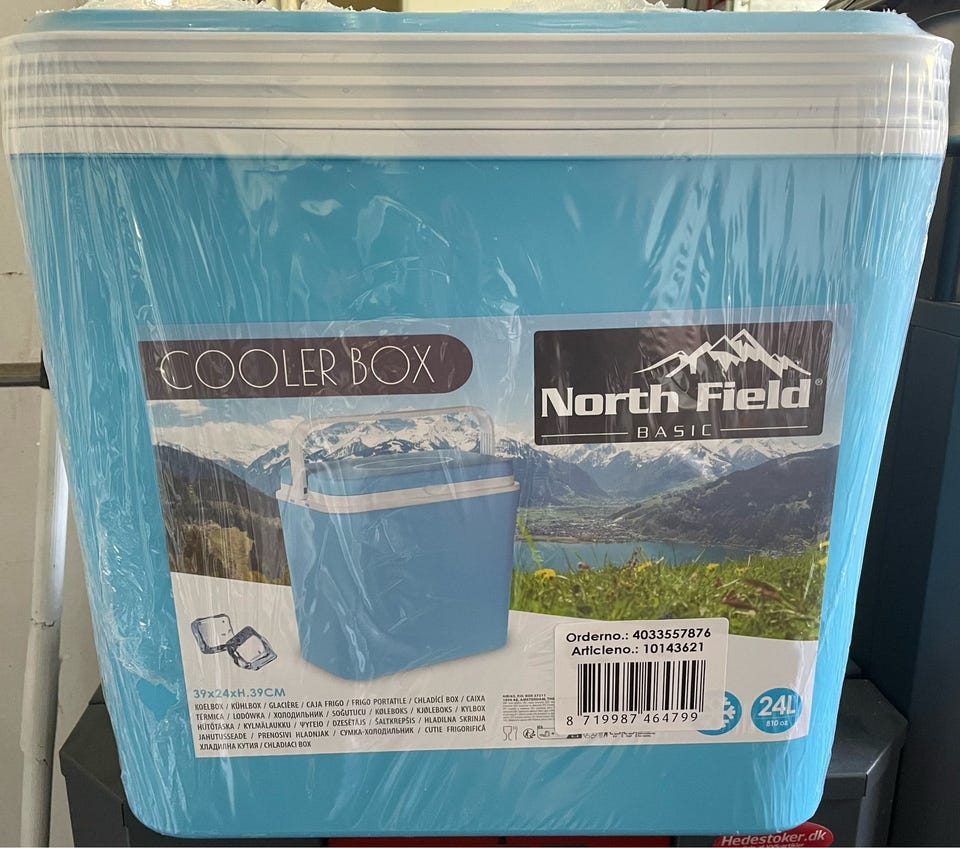 COOLER BOX
North Field®
BASIC
Orderno.: 4033557876
Articleno.: 10143621
8 719987 464799
39x24xH.39CM
KOELBOX / KÜHLBOX / GLACIÈRE / CAJA FRIGO / FRIGO PORTATILE / CHLADÍCÍ BOX / CAIXA
TERMICA / LODÓWKA / ХОЛОДИЛЬНИК / SOĞUTUCU / KØLEBOKS / KJØLEBOKS / KYLBOX
HŰTŐTÁSKA / KYLMÄLAUKKU / ΨΥΓΕΙΟ / DZESĒTĀJS / ŠALTKREPŠIS / HLADILNA SKRINJA
JAHUTUSSEADE / PRENOSIVI HLADNJAK / СУМКА-ХОЛОДИЛЬНИК / CUTIE FRIGORIFICĂ
ХЛАДИЛНА КУТИЯ / CHLADIACI BOX
24L
810 oz.
Hedestoker.dk